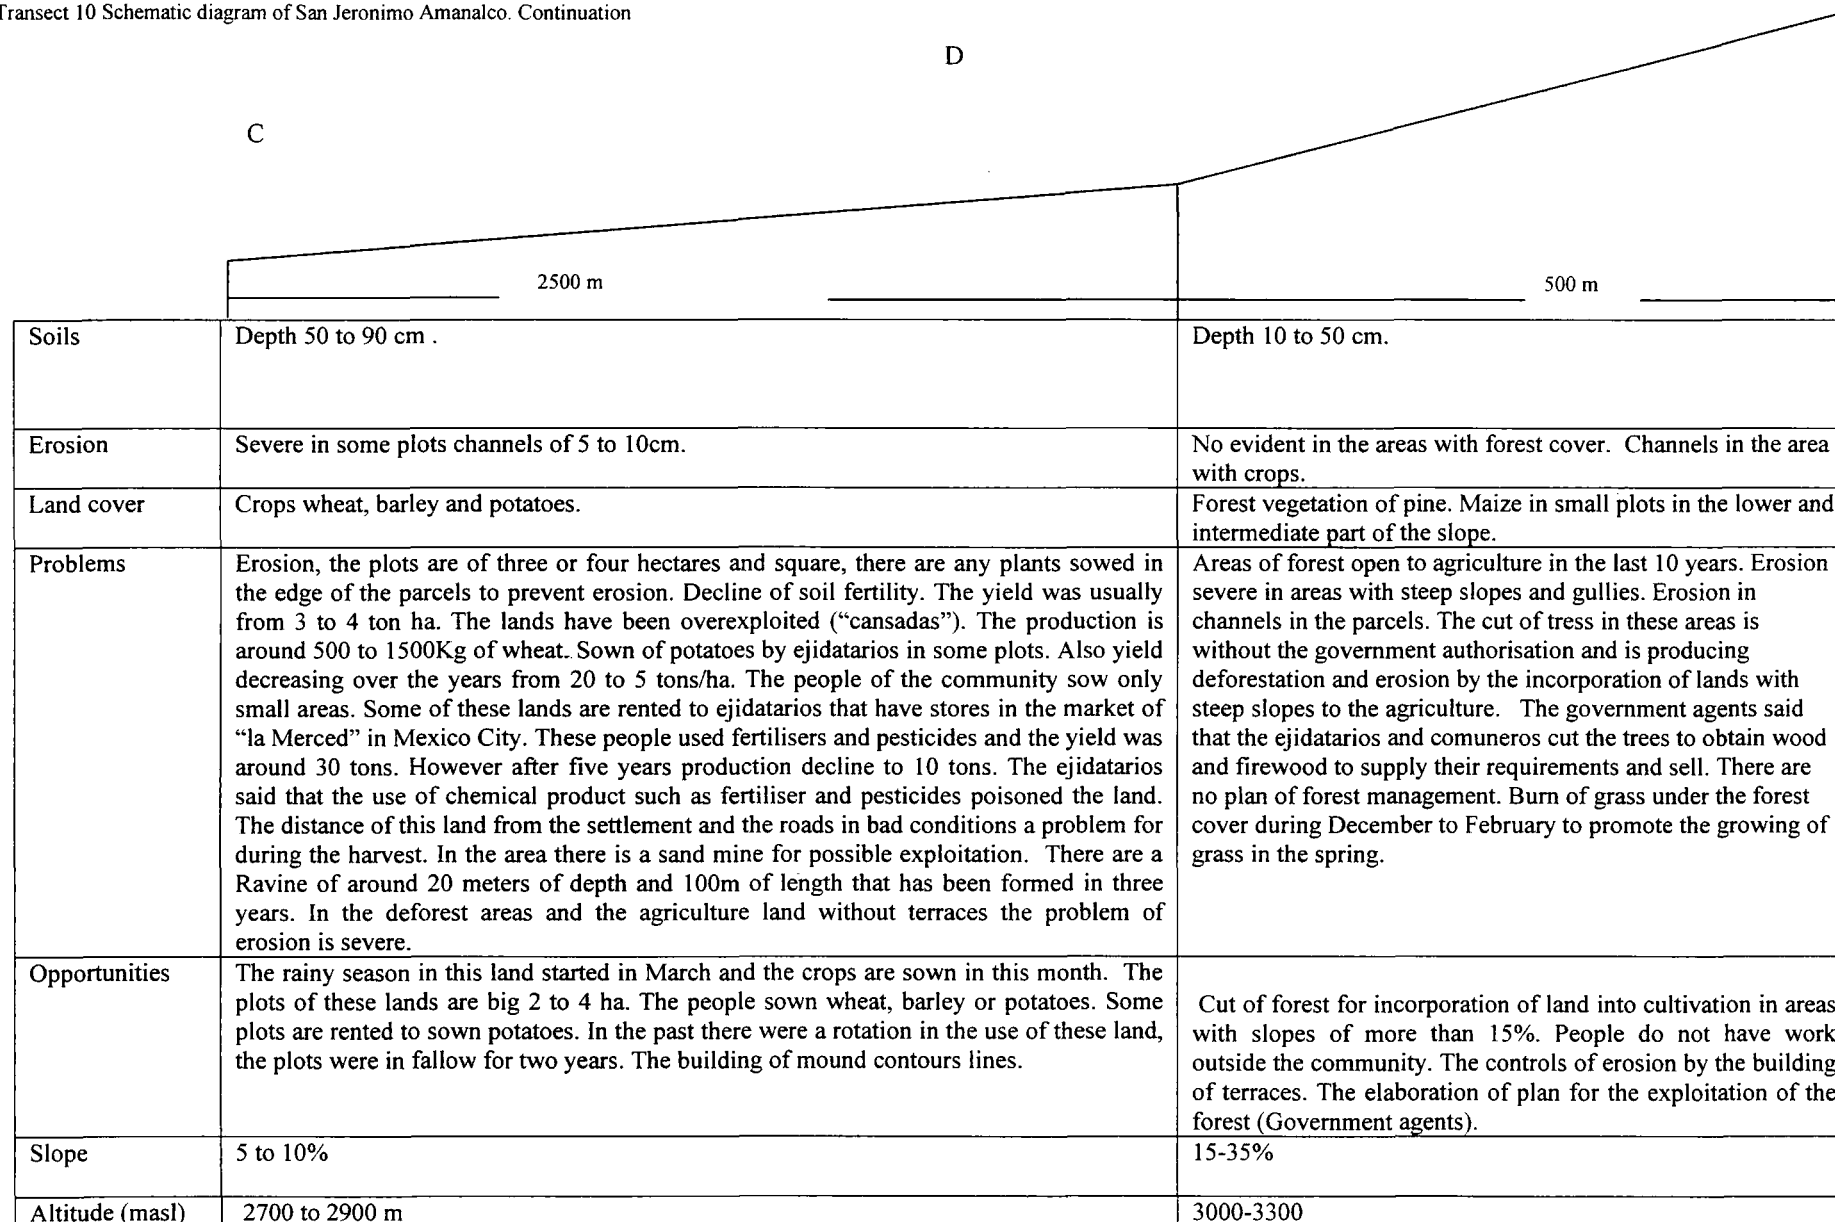 Transect 10 Schematic diagram of San Jeronimo Amanalco. Continuation
D
C
2500 m
500 m
Soils
Depth 50 to 90 cm .
Depth 10 to 50 cm.
Erosion
Severe in some plots channels of 5 to 10cm.
No evident in the areas with forest cover. Channels in the area
with crops.
Land cover
Crops wheat, barley and potatoes.
Forest vegetation of pine. Maize in small plots in the lower and
intermediate part of the slope.
Problems
Erosion, the plots are of three or four hectares and square, there are any plants sowed in
the edge of the parcels to prevent erosion. Decline of soil fertility. The yield was usually
from 3 to 4 ton ha. The lands have been overexploited (“cansadas”). The production is
around 500 to 1500Kg of wheat. Sown of potatoes by ejidatarios in some plots. Also yield
decreasing over the years from 20 to 5 tons/ha. The people of the community sow only
small areas. Some of these lands are rented to ejidatarios that have stores in the market of
“la Merced” in Mexico City. These people used fertilisers and pesticides and the yield was
around 30 tons. However after five years production decline to 10 tons. The ejidatarios
said that the use of chemical product such as fertiliser and pesticides poisoned the land.
The distance of this land from the settlement and the roads in bad conditions a problem for
during the harvest. In the area there is a sand mine for possible exploitation. There are a
Ravine of around 20 meters of depth and 100m of length that has been formed in three
years. In the deforest areas and the agriculture land without terraces the problem of
erosion is severe.
Areas of forest open to agriculture in the last 10 years. Erosion
severe in areas with steep slopes and gullies. Erosion in
channels in the parcels. The cut of tress in these areas is
without the government authorisation and is producing
deforestation and erosion by the incorporation of lands with
steep slopes to the agriculture. The government agents said
that the ejidatarios and comuneros cut the trees to obtain wood
and firewood to supply their requirements and sell. There are
no plan of forest management. Burn of grass under the forest
cover during December to February to promote the growing of
grass in the spring.
Opportunities
The rainy season in this land started in March and the crops are sown in this month. The
plots of these lands are big 2 to 4 ha. The people sown wheat, barley or potatoes. Some
plots are rented to sown potatoes. In the past there were a rotation in the use of these land,
the plots were in fallow for two years. The building of mound contours lines.
Cut of forest for incorporation of land into cultivation in areas
with slopes of more than 15%. People do not have work
outside the community. The controls of erosion by the building
of terraces. The elaboration of plan for the exploitation of the
forest (Government agents).
Slope
5 to 10%
15-35%
Altitude (masl)
2700 to 2900 m
3000-3300